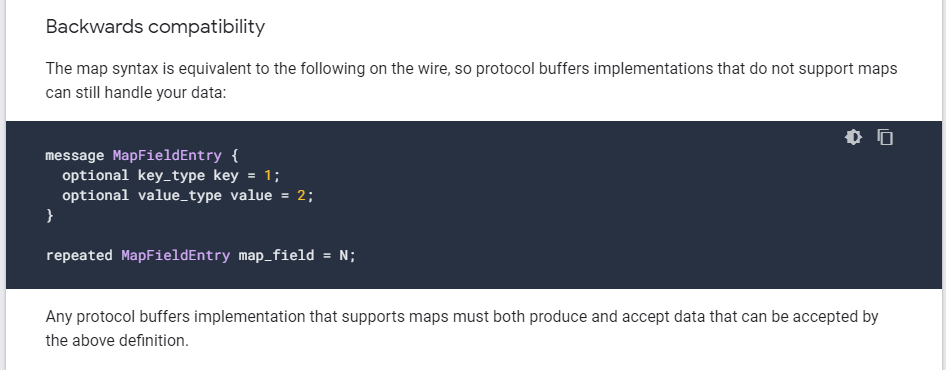 Backwards compatibility
The map syntax is equivalent to the following on the wire, so protocol buffers implementations that do not support maps
can still handle your data:
message MapFieldEntry {
  optional key_type key = 1;
  optional value_type value = 2;
}
repeated MapFieldEntry map_field = N;
Any protocol buffers implementation that supports maps must both produce and accept data that can be accepted by
the above definition.